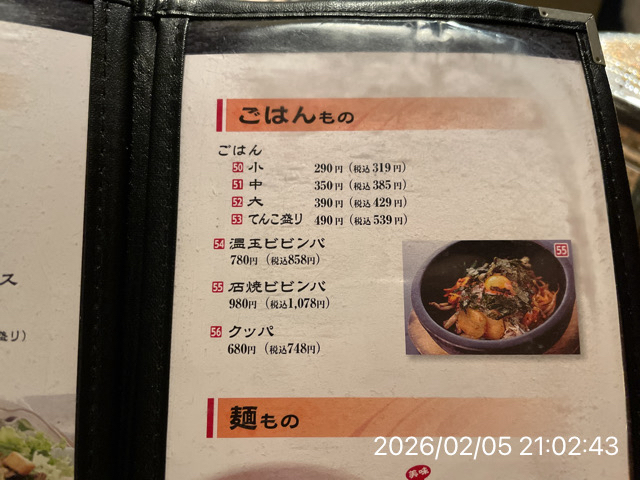 ごはんもの
ごはん
50 小 290円（税込319円）
51 中 350円（税込385円）
52 大 390円（税込429円）
53 てんこ盛り 490円（税込539円）
54 温玉ビビンバ
780円（税込858円）
55
55 石焼ビビンバ
980円（税込1,078円）
56 クッパ
680円（税込748円）
ス
盛り）
麺もの
美味
2026/02/05 21:02:43